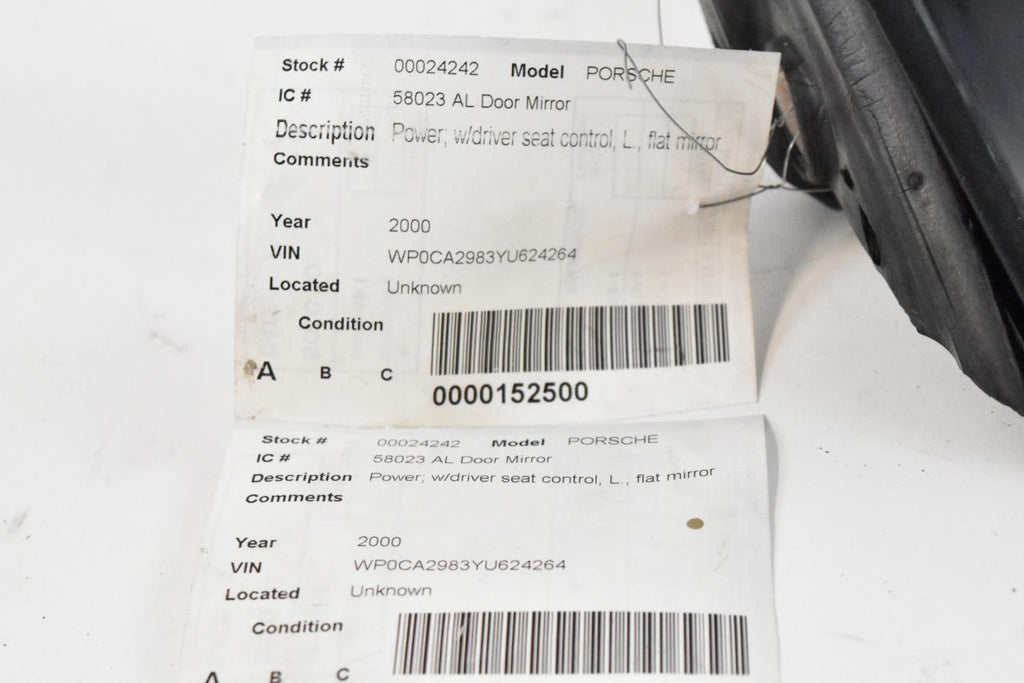 Stock # 00024242 Model PORSCHE
IC # 58023 AL Door Mirror
Description Power; w/driver seat control, L., flat mirror
Comments
Year 2000
VIN WP0CA2983YU624264
Located Unknown
Condition
A B C
0000152500
Stock # 00024242 Model PORSCHE
IC # 58023 AL Door Mirror
Description Power; w/driver seat control, L., flat mirror
Comments
Year 2000
VIN WP0CA2983YU624264
Located Unknown
Condition
A B C